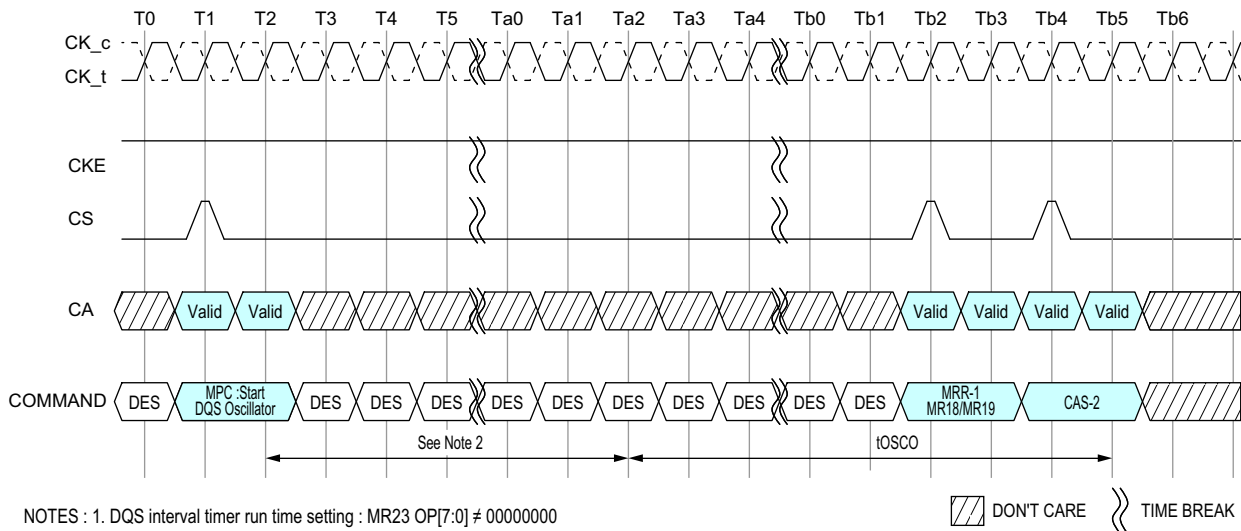 T0 T1 T2 T3 T4 T5 Ta0 Ta1 Ta2 Ta3 Ta4 Tb0 Tb1 Tb2 Tb3 Tb4 Tb5 Tb6
CK_c
CK_t
CKE
CS
CA Valid Valid Valid Valid Valid Valid
COMMAND DES MPC :Start DQS Oscillator DES DES DES DES DES DES DES DES DES DES MRR-1 MR18/MR19 CAS-2
See Note 2 tOSCO
NOTES : 1. DQS interval timer run time setting : MR23 OP[7:0] ≠ 00000000
DON'T CARE TIME BREAK